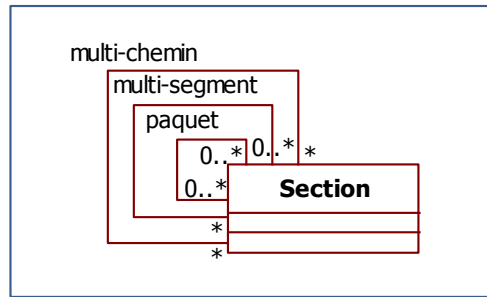 multi-chemin
multi-segment
paquet
0..* 0..* *
Section
0..*
*
*